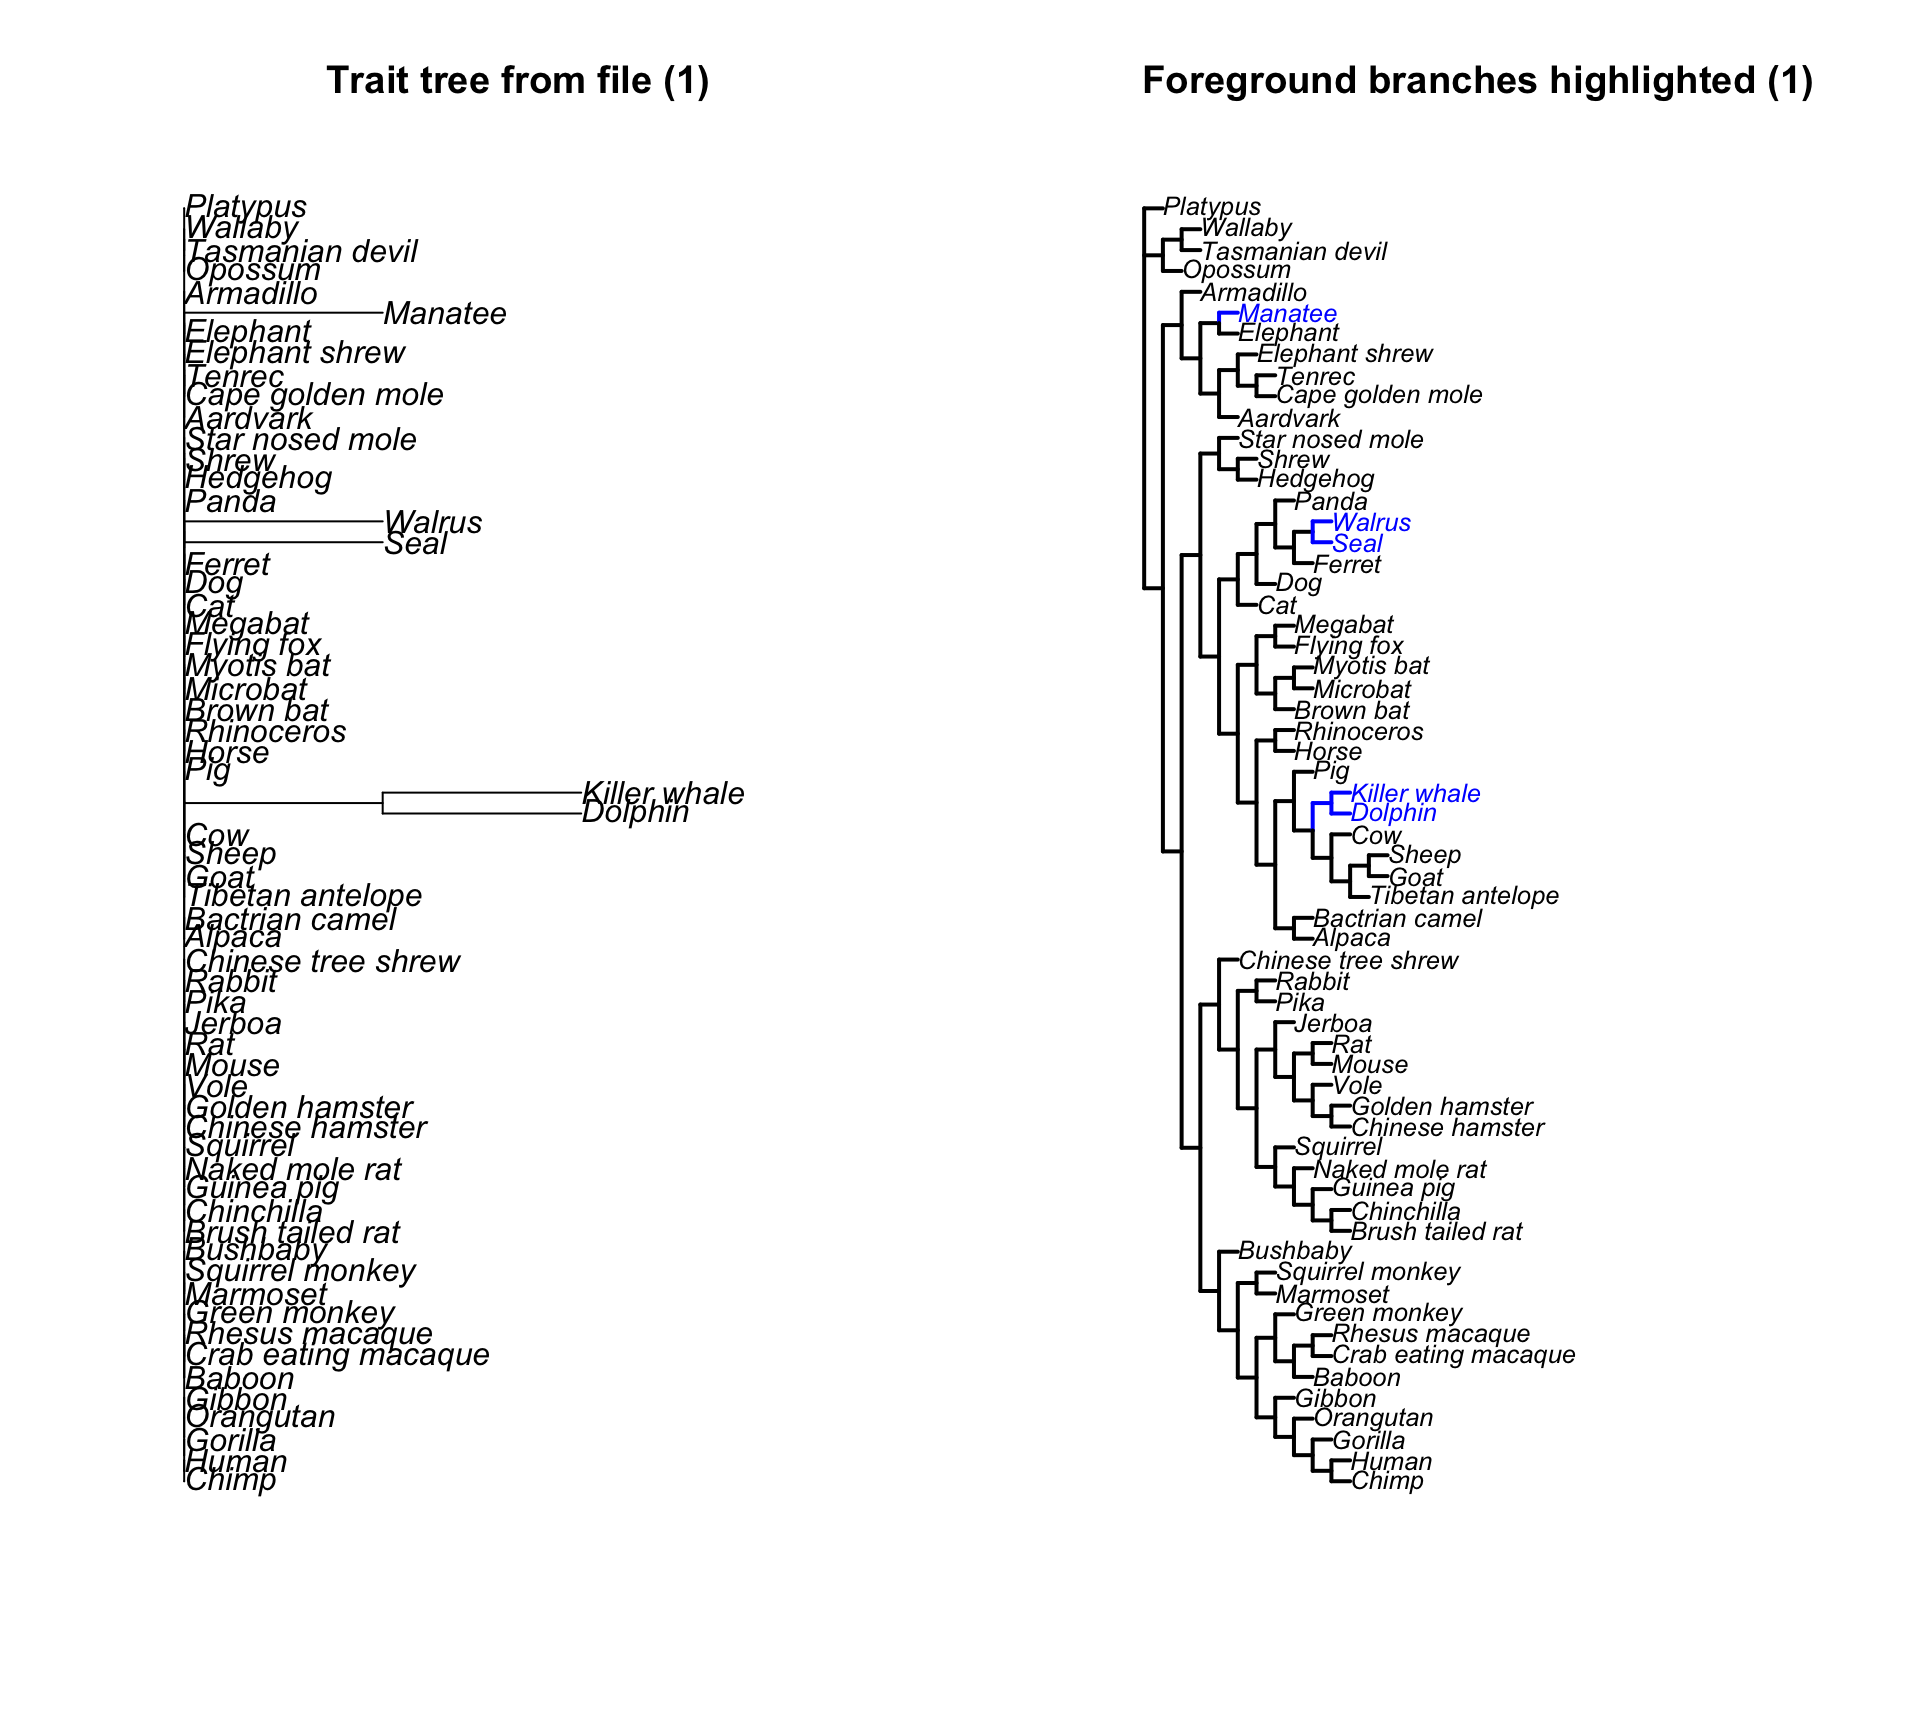 Trait tree from file (1)
Platypus
Wallaby
Tasmanian devil
Opossum
Armadillo
Manatee
Elephant
Elephant shrew
Tenrec
Cape golden mole
Aardvark
Star nosed mole
Shrew
Hedgehog
Panda
Walrus
Seal
Ferret
Dog
Cat
Megabat
Flying fox
Myotis bat
Microbat
Brown bat
Rhinoceros
Horse
Pig
Killer whale
Dolphin
Cow
Sheep
Goat
Tibetan antelope
Bactrian camel
Alpaca
Chinese tree shrew
Rabbit
Pika
Jerboa
Rat
Mouse
Vole
Golden hamster
Chinese hamster
Squirrel
Naked mole rat
Guinea pig
Chinchilla
Brush tailed rat
Bushbaby
Squirrel monkey
Marmoset
Green monkey
Rhesus macaque
Crab eating macaque
Baboon
Gibbon
Orangutan
Gorilla
Human
Chimp
Foreground branches highlighted (1)
Platypus
Wallaby
Tasmanian devil
Opossum
Armadillo
Manatee
Elephant
Elephant shrew
Tenrec
Cape golden mole
Aardvark
Star nosed mole
Shrew
Hedgehog
Panda
Walrus
Seal
Ferret
Dog
Cat
Megabat
Flying fox
Myotis bat
Microbat
Brown bat
Rhinoceros
Horse
Pig
Killer whale
Dolphin
Cow
Sheep
Goat
Tibetan antelope
Bactrian camel
Alpaca
Chinese tree shrew
Rabbit
Pika
Jerboa
Rat
Mouse
Vole
Golden hamster
Chinese hamster
Squirrel
Naked mole rat
Guinea pig
Chinchilla
Brush tailed rat
Bushbaby
Squirrel monkey
Marmoset
Green monkey
Rhesus macaque
Crab eating macaque
Baboon
Gibbon
Orangutan
Gorilla
Human
Chimp